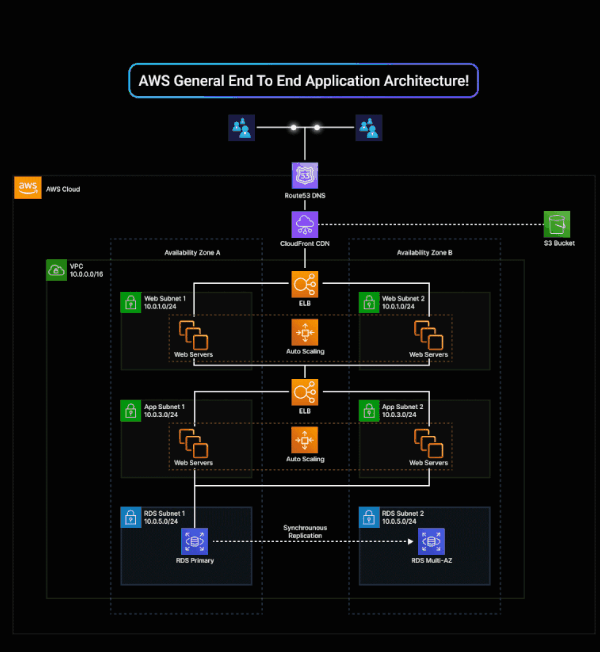 AWS General End To End Application Architecture!
Route53 DNS
aws
AWS Cloud
CloudFront CDN
S3 Bucket
Availability Zone A
Availability Zone B
VPC
10.0.0.0/16
ELB
Web Subnet 1
10.0.1.0/24
Web Subnet 2
10.0.1.0/24
Web Servers
Auto Scaling
Web Servers
ELB
App Subnet 1
10.0.3.0/24
App Subnet 2
10.0.3.0/24
Web Servers
Auto Scaling
Web Servers
RDS Subnet 1
10.0.5.0/24
RDS Subnet 2
10.0.5.0/24
Synchrounous
Replication
RDS Primary
RDS Multi-AZ